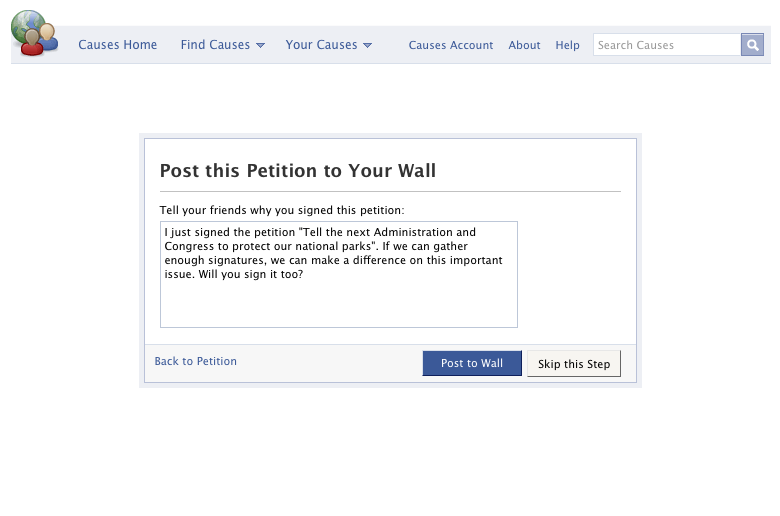 Causes Home Find Causes Your Causes Causes Account About Help Search Causes
Post this Petition to Your Wall
Tell your friends why you signed this petition:
I just signed the petition "Tell the next Administration and
Congress to protect our national parks". If we can gather
enough signatures, we can make a difference on this important
issue. Will you sign it too?
Back to Petition Post to Wall Skip this Step